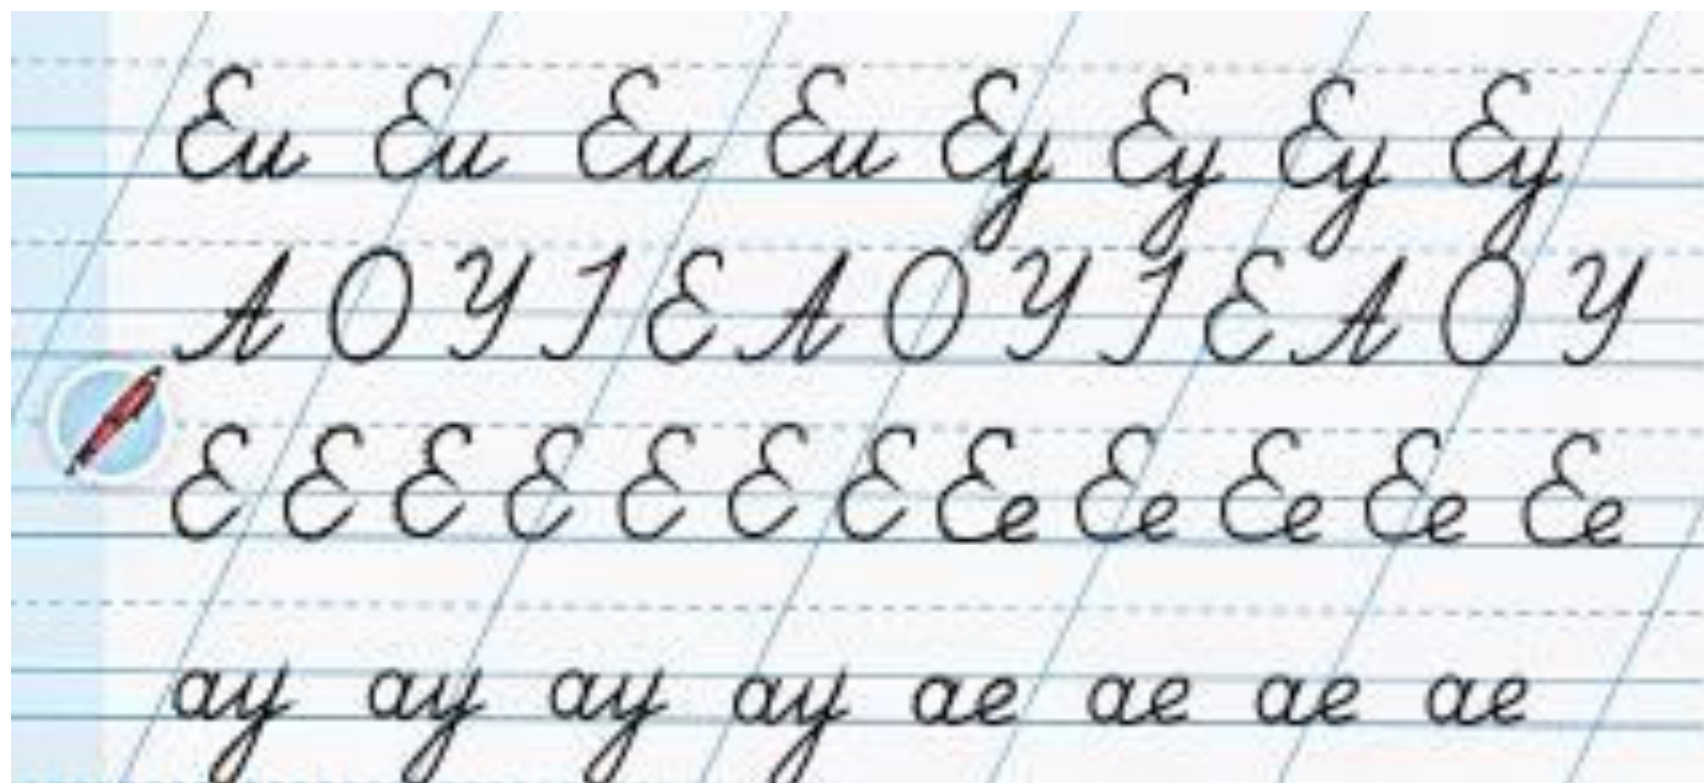 Еи Еи Еи Еи Еу Еу Еу Еу
А О У І Е А О У І Е А О У
Е Е Е Е Е Е Е Ее Ее Ее Ее Ее
ау ау ау ау ае ае ае ае